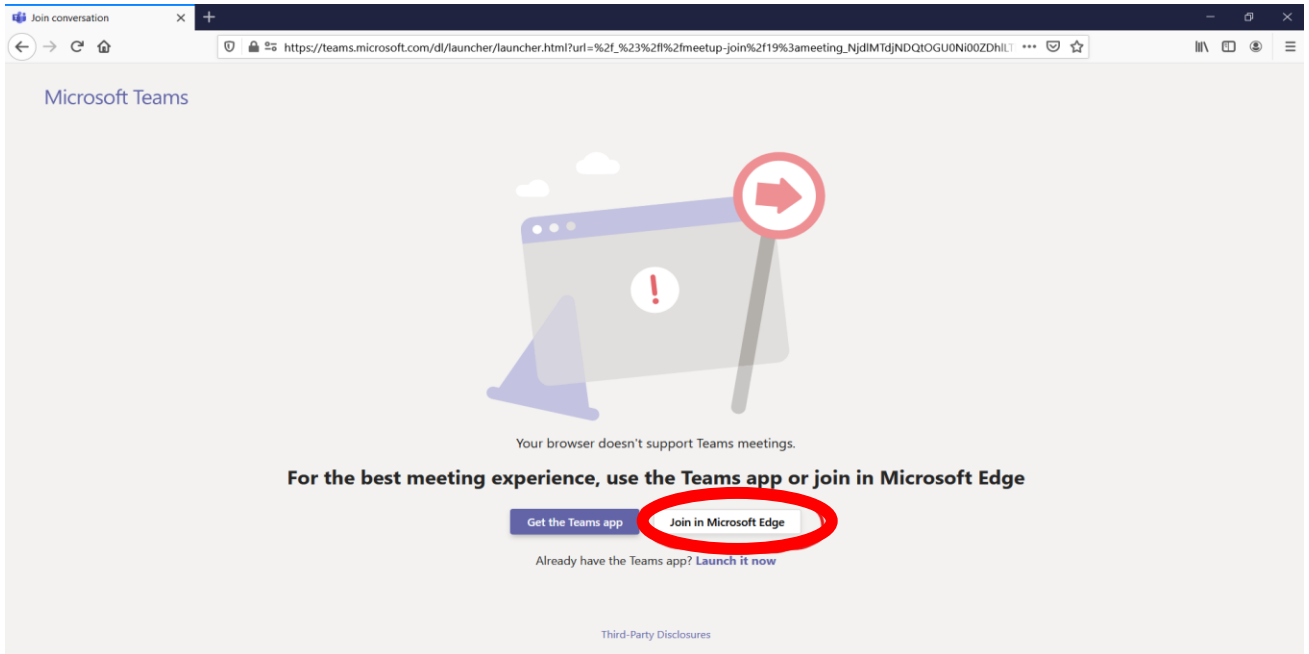 Join conversation
https://teams.microsoft.com/dl/launcher/launcher.html?url=%2f_%23%2fl%2fmeetup-join%2f19%3ameeting_NjdlMTdjNDQtOGU0Ni00ZDhlLT
Microsoft Teams
!
Your browser doesn't support Teams meetings.
For the best meeting experience, use the Teams app or join in Microsoft Edge
Get the Teams app Join in Microsoft Edge
Already have the Teams app? Launch it now
Third-Party Disclosures